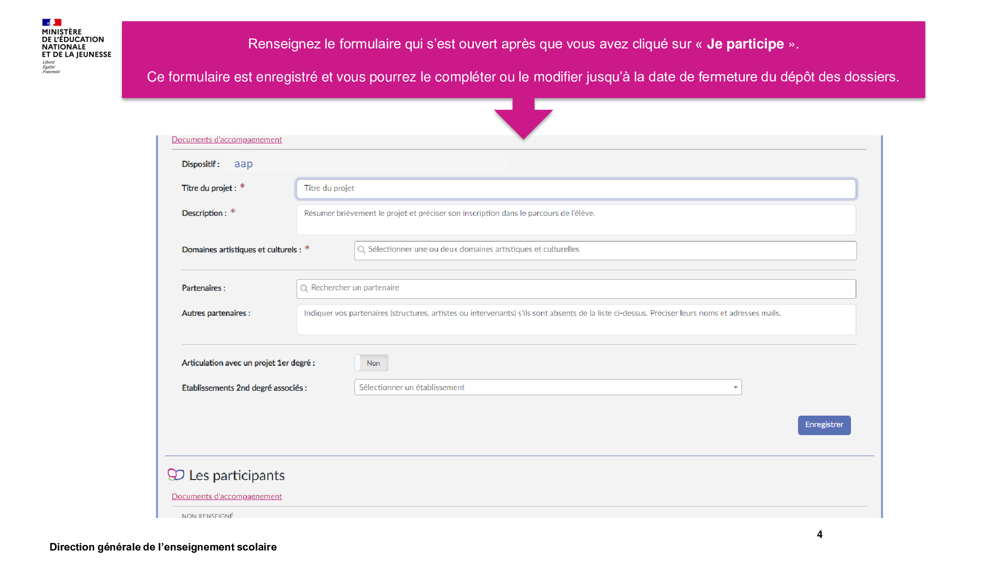 MINISTÈRE
DE L'ÉDUCATION
NATIONALE
ET DE LA JEUNESSE
Liberté
Égalité
Fraternité
Renseignez le formulaire qui s'est ouvert après que vous avez cliqué sur « Je participe ».
Ce formulaire est enregistré et vous pourrez le compléter ou le modifier jusqu'à la date de fermeture du dépôt des dossiers.
Documents d'accompagnement
Dispositif : aap
Titre du projet : * Titre du projet
Description : * Résumer brièvement le projet et préciser son inscription dans le parcours de l'élève.
Domaines artistiques et culturels : * Sélectionner une ou deux domaines artistiques et culturelles
Partenaires : Rechercher un partenaire
Autres partenaires : Indiquer vos partenaires (structures, artistes ou intervenants) s'ils sont absents de la liste ci-dessus. Préciser leurs noms et adresses mails.
Articulation avec un projet 1er degré : Non
Etablissements 2nd degré associés : Sélectionner un établissement
Enregistrer
Les participants
Documents d'accompagnement
NON RENSEIGNÉ
4
Direction générale de l'enseignement scolaire